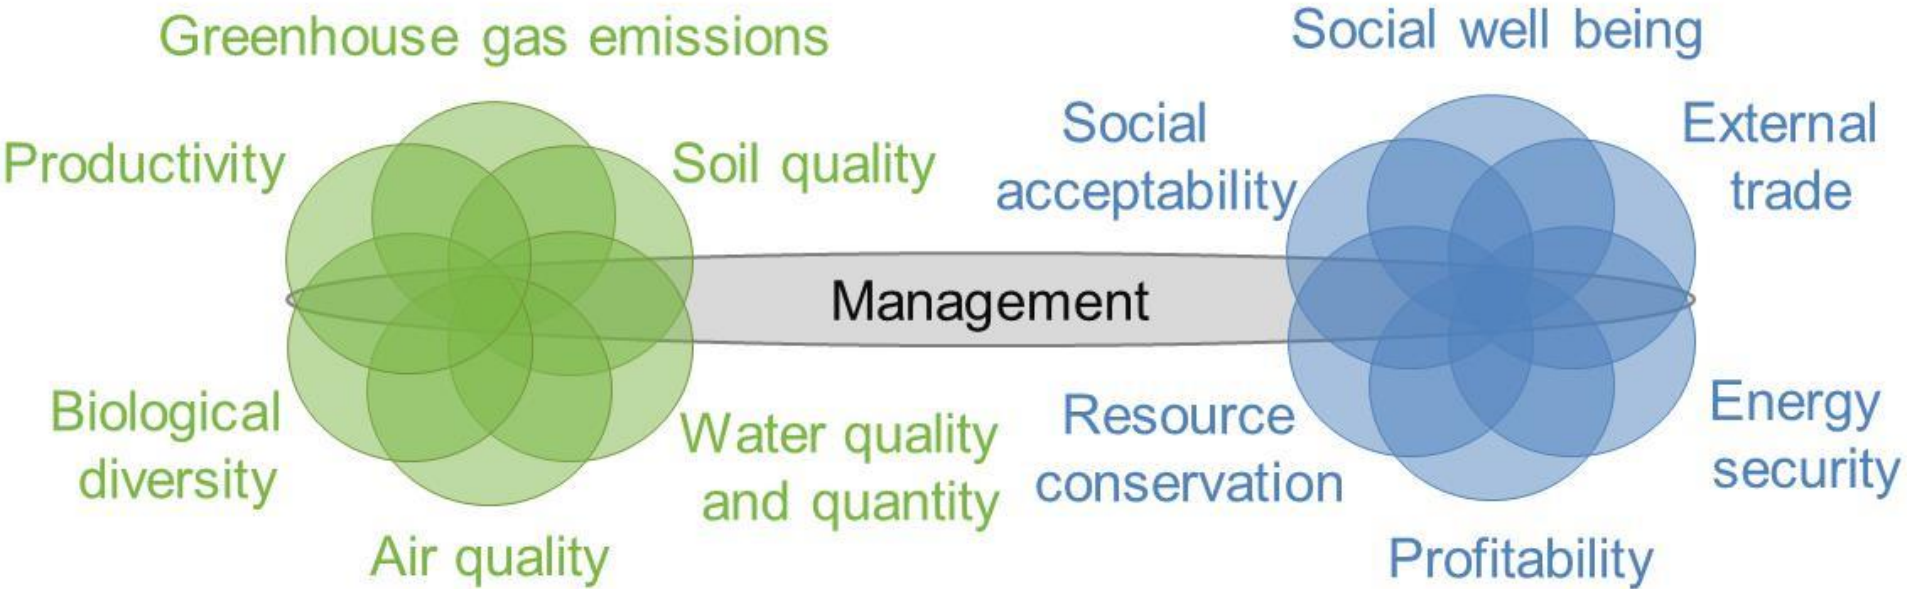 Greenhouse gas emissions
Productivity
Soil quality
Biological
diversity
Water quality
and quantity
Air quality
Management
Social well being
Social
acceptability
External
trade
Resource
conservation
Energy
security
Profitability